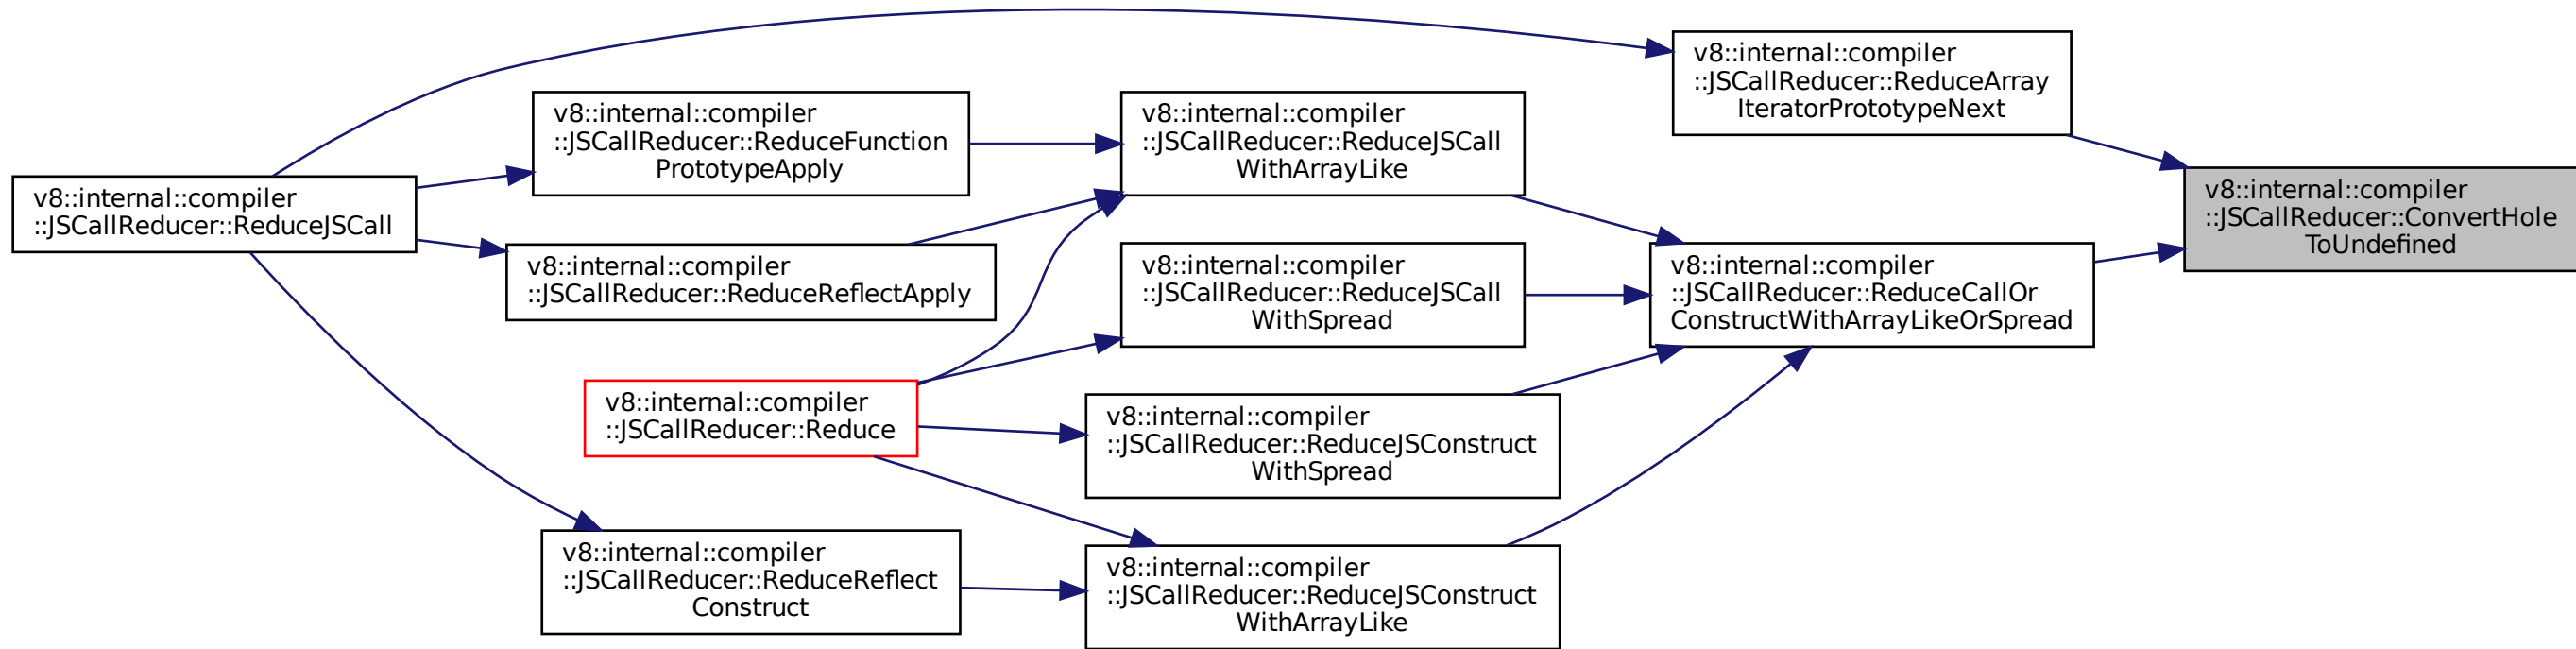 v8::internal::compiler
::JSCallReducer::ReduceJSCall
v8::internal::compiler
::JSCallReducer::ReduceFunction
PrototypeApply
v8::internal::compiler
::JSCallReducer::ReduceReflectApply
v8::internal::compiler
::JSCallReducer::Reduce
v8::internal::compiler
::JSCallReducer::ReduceReflect
Construct
v8::internal::compiler
::JSCallReducer::ReduceJSCall
WithArrayLike
v8::internal::compiler
::JSCallReducer::ReduceJSCall
WithSpread
v8::internal::compiler
::JSCallReducer::ReduceJSConstruct
WithSpread
v8::internal::compiler
::JSCallReducer::ReduceJSConstruct
WithArrayLike
v8::internal::compiler
::JSCallReducer::ReduceArray
IteratorPrototypeNext
v8::internal::compiler
::JSCallReducer::ReduceCallOr
ConstructWithArrayLikeOrSpread
v8::internal::compiler
::JSCallReducer::ConvertHole
ToUndefined